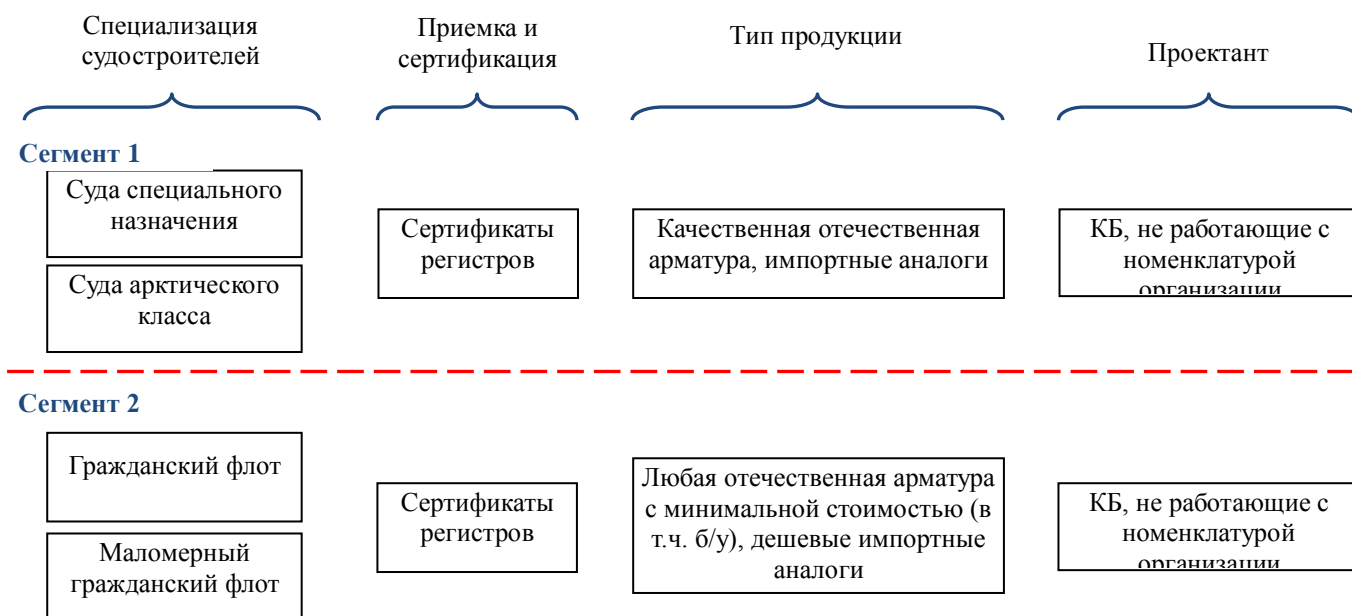 Специализация
судостроителей
Приемка и
сертификация
Тип продукции
Проектант
Сегмент 1
Суда специального
назначения
Суда арктического
класса
Сертификаты
регистров
Качественная отечественная
арматура, импортные аналоги
КБ, не работающие с
номенклатурой
организации
Сегмент 2
Гражданский флот
Маломерный
гражданский флот
Сертификаты
регистров
Любая отечественная арматура
с минимальной стоимостью (в
т.ч. б/у), дешевые импортные
аналоги
КБ, не работающие с
номенклатурой
организации